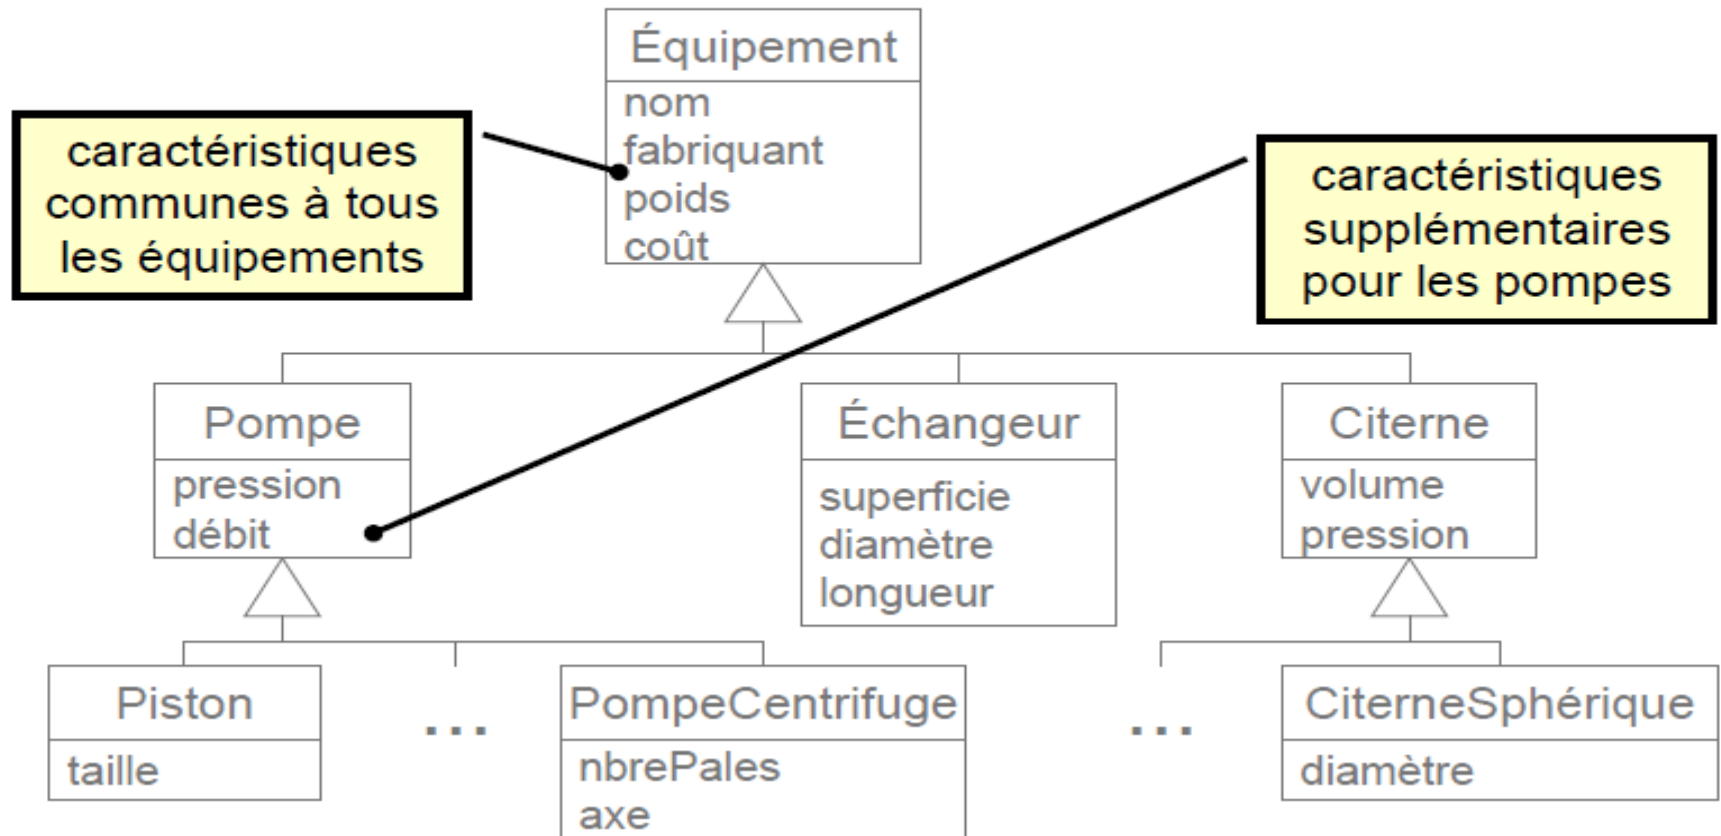 Équipement
nom
fabriquant
poids
coût
caractéristiques
communes à tous
les équipements
caractéristiques
supplémentaires
pour les pompes
Pompe
pression
débit
Échangeur
superficie
diamètre
longueur
Citerne
volume
pression
Piston
taille
...
PompeCentrifuge
nbrePales
axe
...
CiterneSphérique
diamètre